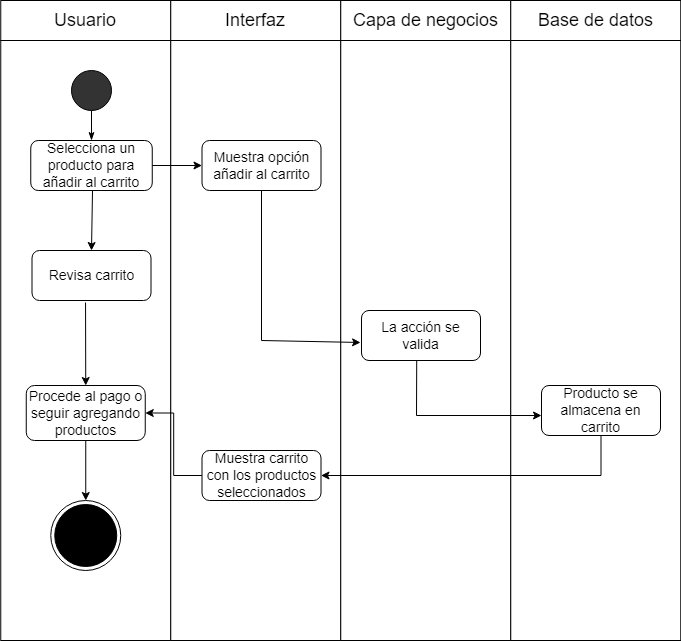 Usuario
Interfaz
Capa de negocios
Base de datos
Selecciona un
producto para
añadir al carrito
Muestra opción
añadir al carrito
Revisa carrito
La acción se
valida
Procede al pago o
seguir agregando
productos
Producto se
almacena en
carrito
Muestra carrito
con los productos
seleccionados